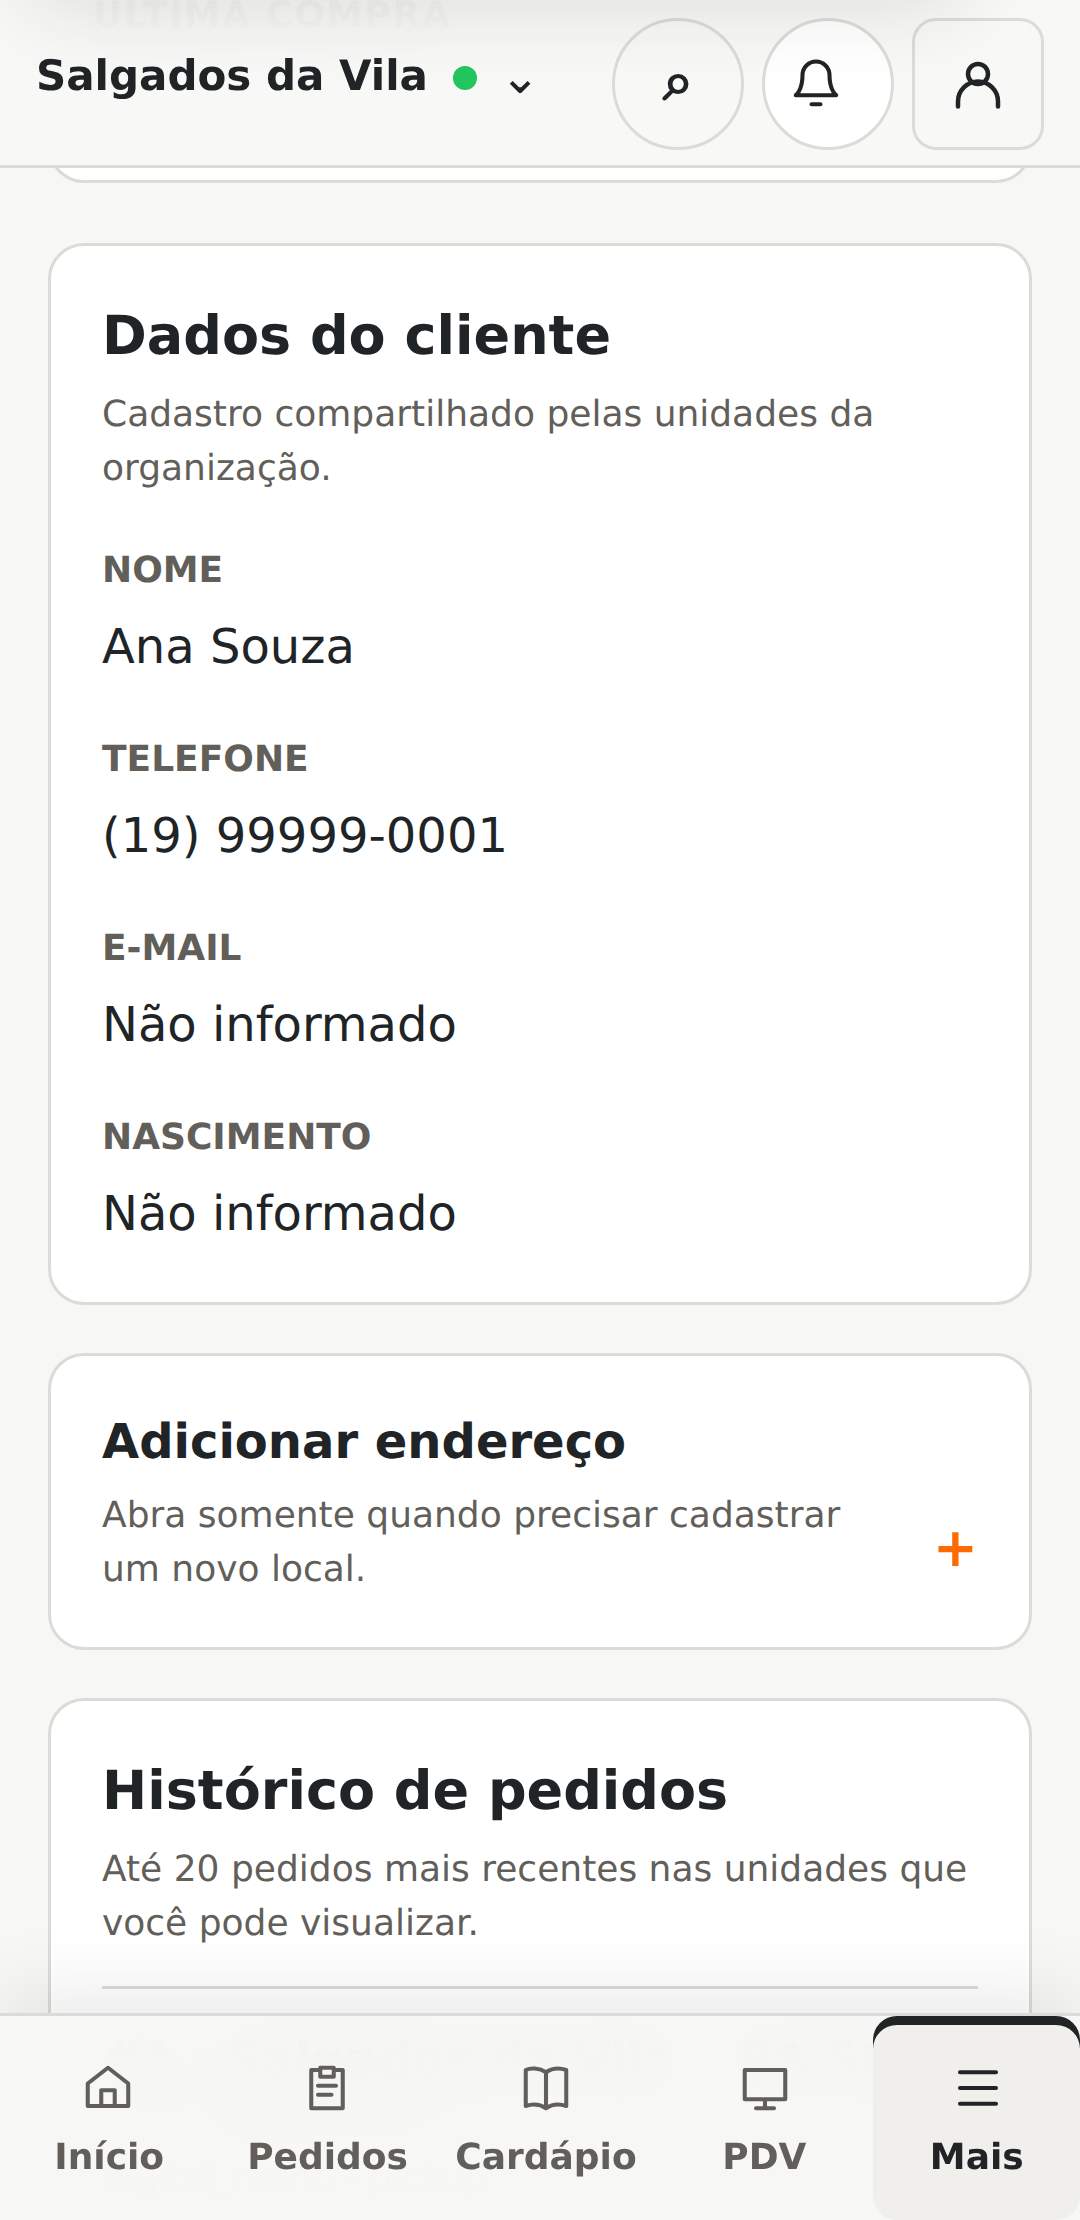 ÚLTIMA COMPRA
Salgados da Vila
Dados do cliente
Cadastro compartilhado pelas unidades da
organização.
NOME
Ana Souza
TELEFONE
(19) 99999-0001
E-MAIL
Não informado
NASCIMENTO
Não informado
Adicionar endereço
Abra somente quando precisar cadastrar
um novo local.
+
Histórico de pedidos
Até 20 pedidos mais recentes nas unidades que
você pode visualizar.
Início
Pedidos
Cardápio
PDV
Mais